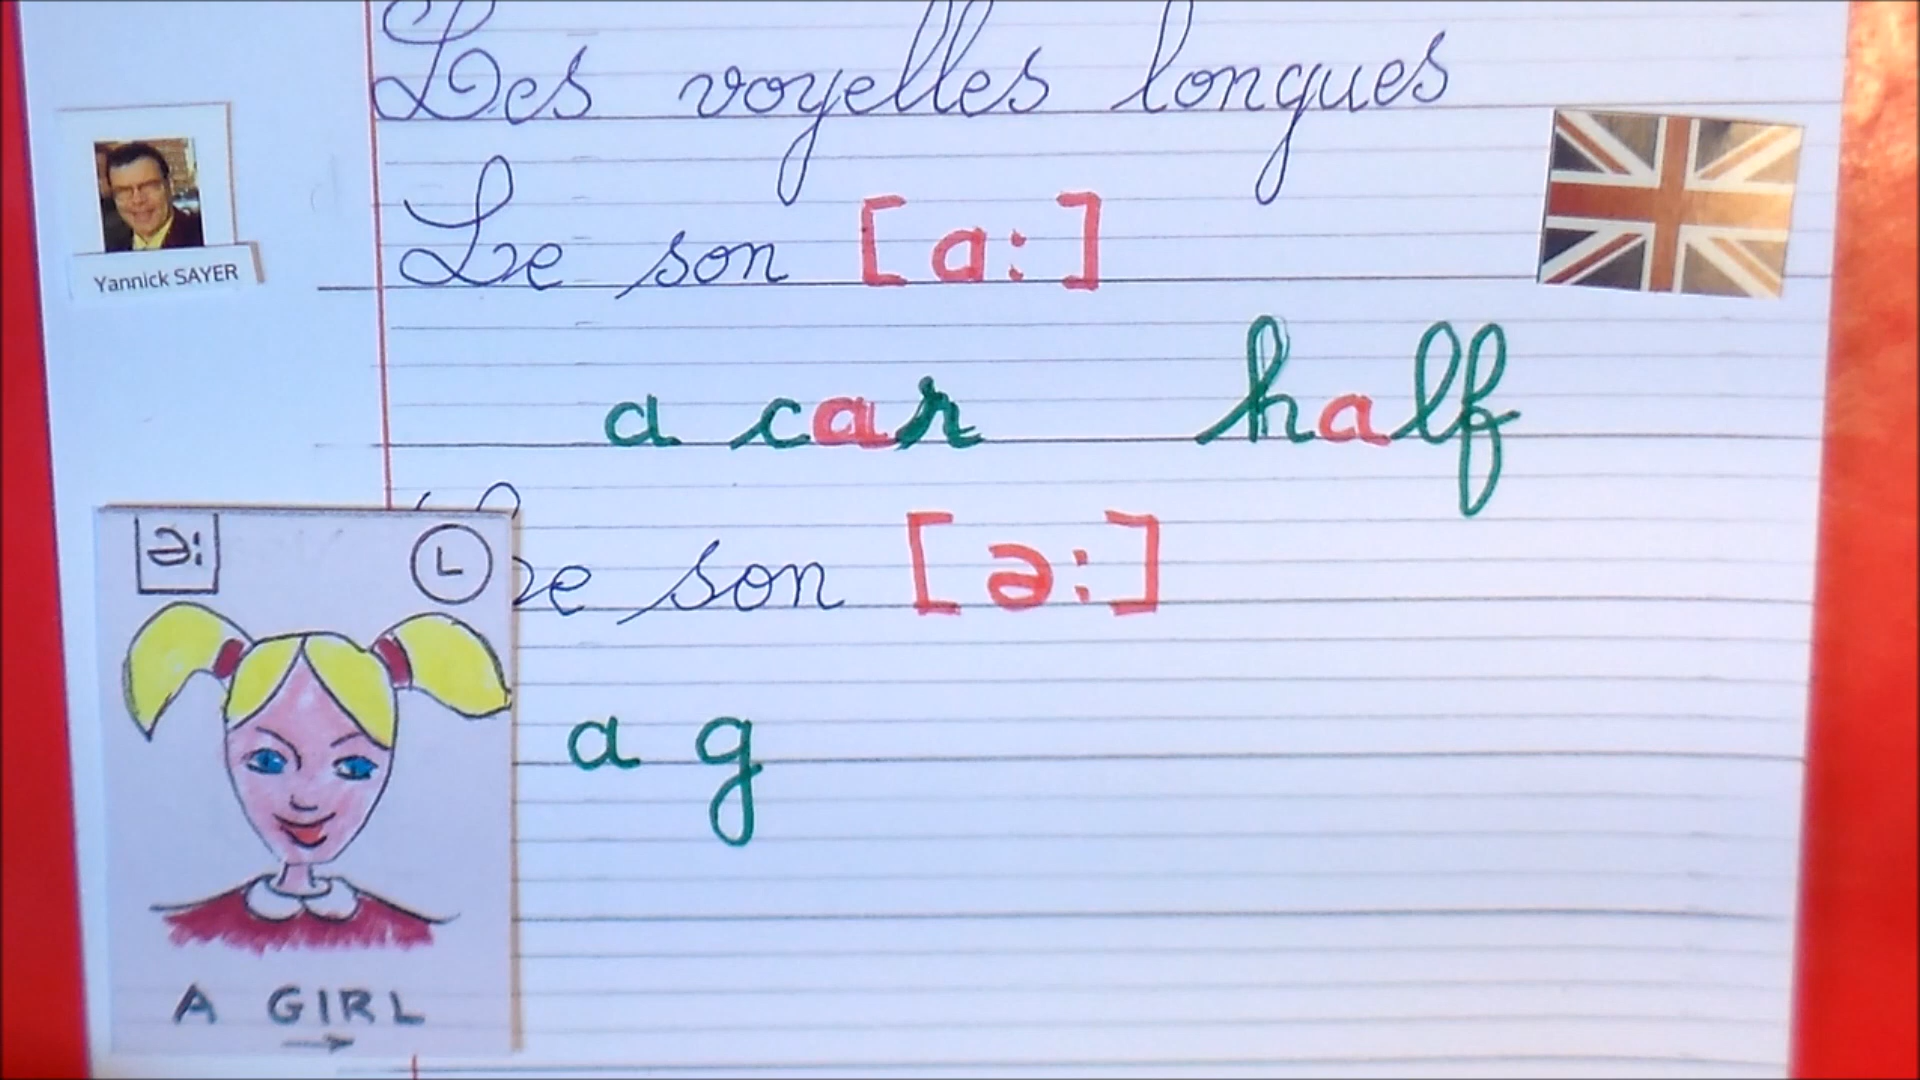 Les voyelles longues
Yannick SAYER
Le son [a:]
a car half
ə: L
Le son [ə:]
a g
A GIRL